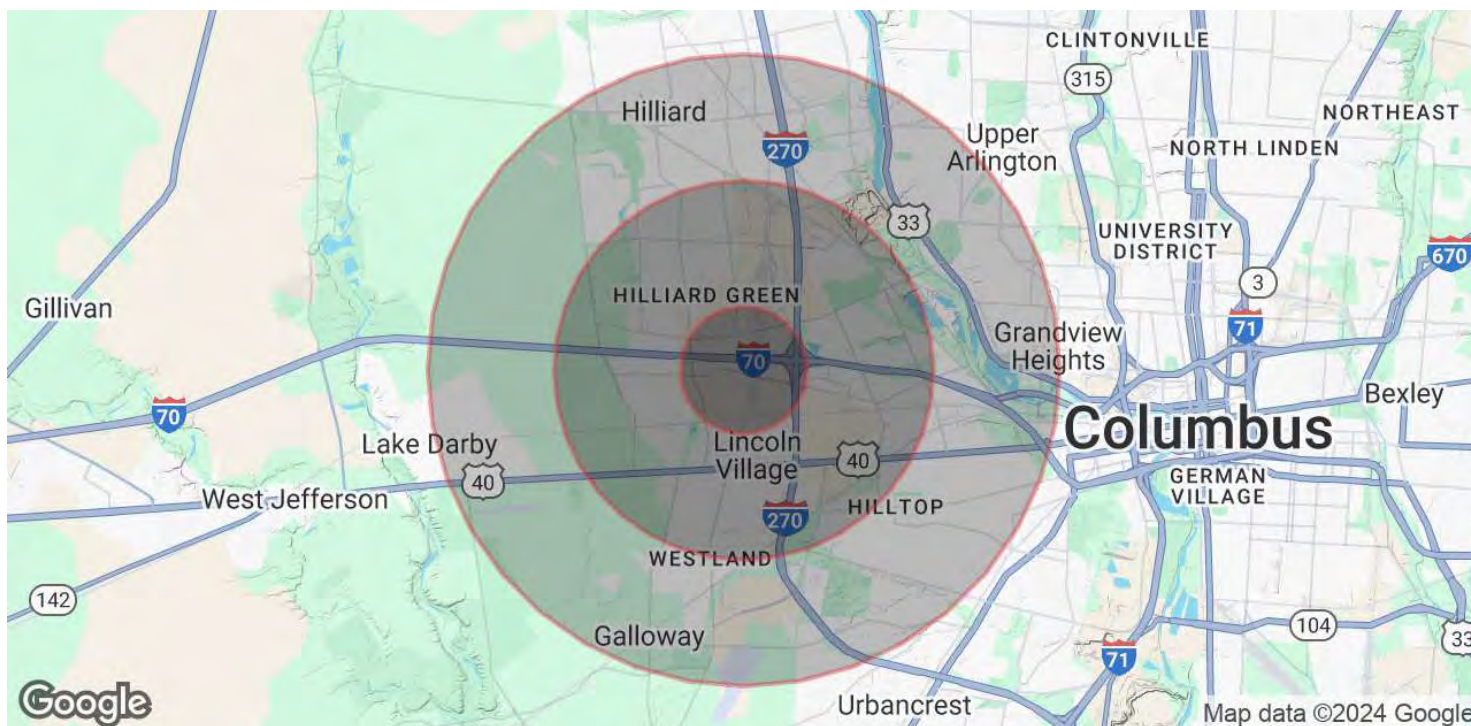 CLINTONVILLE
315
Hilliard
NORTHEAST
Upper
Arlington
270
NORTH LINDEN
33
UNIVERSITY
DISTRICT
670
3
HILLIARD GREEN
Gillivan
71
Grandview
Heights
70
Bexley
70
Columbus
Lake Darby
Lincoln
Village
40
40
West Jefferson
GERMAN
VILLAGE
HILLTOP
270
WESTLAND
142
Galloway
104
33
71
Urbancrest
Google
Map data ©2024 Google